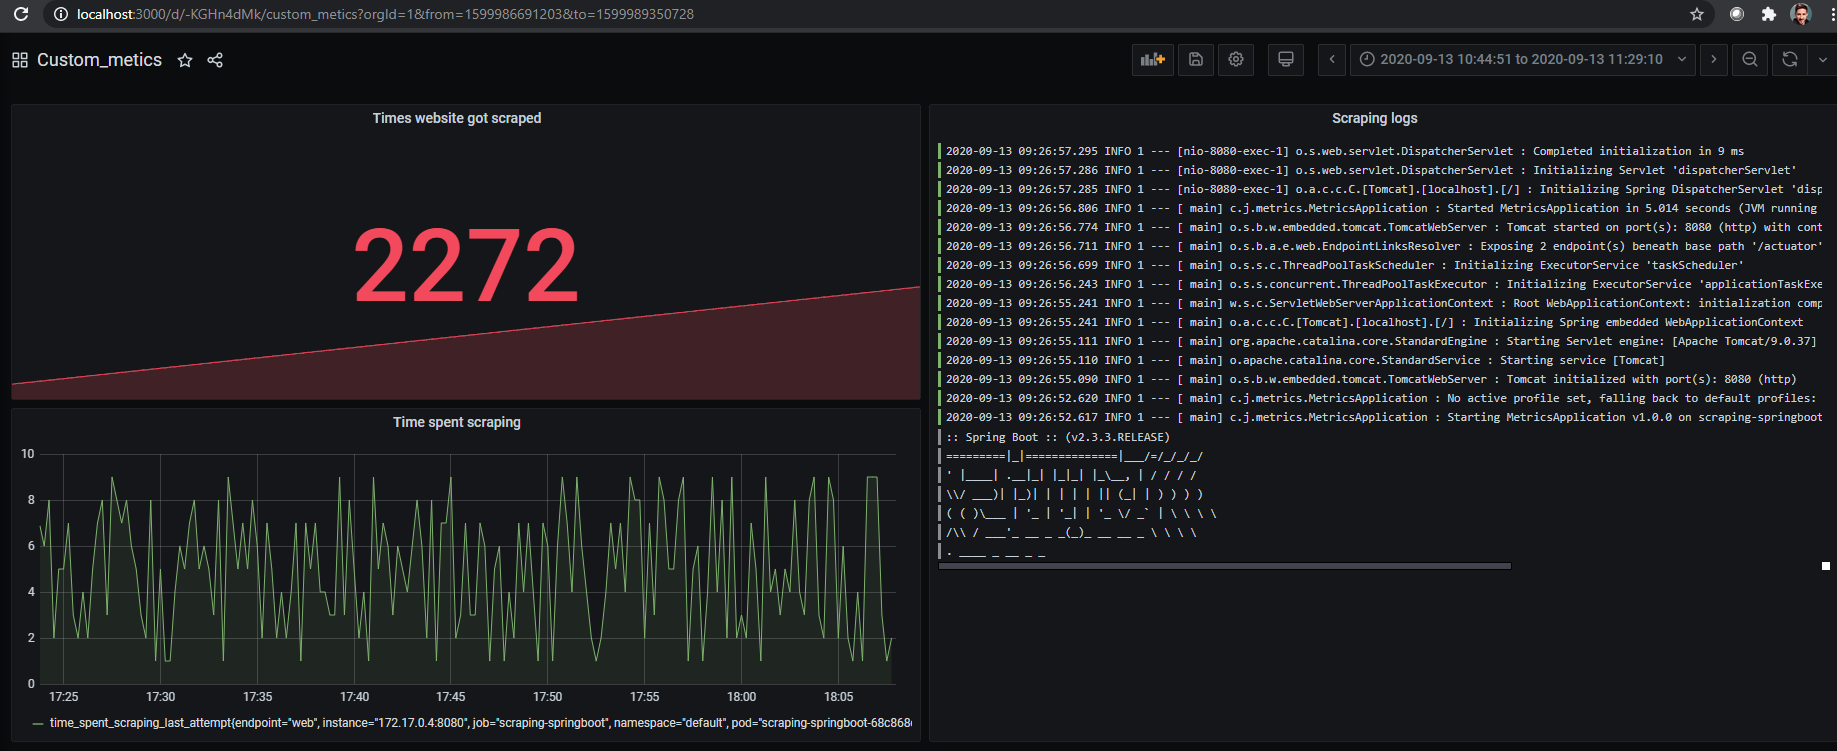 localhost:3000/d/-KGHn4dMk/custom_metics?orgId=1&from=1599986691203&to=1599989350728
Custom_metics
2020-09-13 10:44:51 to 2020-09-13 11:29:10
Times website got scraped
2272
Time spent scraping
10
8
6
4
2
0
17:25 17:30 17:35 17:40 17:45 17:50 17:55 18:00 18:05
time_spent_scraping_last_attempt{endpoint="web", instance="172.17.0.4:8080", job="scraping-springboot", namespace="default", pod="scraping-springboot-68c868
Scraping logs
2020-09-13 09:26:57.295 INFO 1 --- [nio-8080-exec-1] o.s.web.servlet.DispatcherServlet : Completed initialization in 9 ms
2020-09-13 09:26:57.286 INFO 1 --- [nio-8080-exec-1] o.s.web.servlet.DispatcherServlet : Initializing Servlet 'dispatcherServlet'
2020-09-13 09:26:57.285 INFO 1 --- [nio-8080-exec-1] o.a.c.c.C.[Tomcat].[localhost].[/] : Initializing Spring DispatcherServlet 'disp
2020-09-13 09:26:56.806 INFO 1 --- [ main] c.j.metrics.MetricsApplication : Started MetricsApplication in 5.014 seconds (JVM running
2020-09-13 09:26:56.774 INFO 1 --- [ main] o.s.b.w.embedded.tomcat.TomcatWebServer : Tomcat started on port(s): 8080 (http) with cont
2020-09-13 09:26:56.711 INFO 1 --- [ main] o.s.b.a.e.web.EndpointLinksResolver : Exposing 2 endpoint(s) beneath base path '/actuator'
2020-09-13 09:26:56.699 INFO 1 --- [ main] o.s.s.c.ThreadPoolTaskScheduler : Initializing ExecutorService 'taskScheduler'
2020-09-13 09:26:56.243 INFO 1 --- [ main] o.s.s.concurrent.ThreadPoolTaskExecutor : Initializing ExecutorService 'applicationTaskExe
2020-09-13 09:26:55.241 INFO 1 --- [ main] w.s.c.ServletWebServerApplicationContext : Root WebApplicationContext: initialization comp
2020-09-13 09:26:55.241 INFO 1 --- [ main] o.a.c.c.C.[Tomcat].[localhost].[/] : Initializing Spring embedded WebApplicationContext
2020-09-13 09:26:55.111 INFO 1 --- [ main] org.apache.catalina.core.StandardEngine : Starting Servlet engine: [Apache Tomcat/9.0.37]
2020-09-13 09:26:55.110 INFO 1 --- [ main] o.apache.catalina.core.StandardService : Starting service [Tomcat]
2020-09-13 09:26:55.090 INFO 1 --- [ main] o.s.b.w.embedded.tomcat.TomcatWebServer : Tomcat initialized with port(s): 8080 (http)
2020-09-13 09:26:52.620 INFO 1 --- [ main] c.j.metrics.MetricsApplication : No active profile set, falling back to default profiles:
2020-09-13 09:26:52.617 INFO 1 --- [ main] c.j.metrics.MetricsApplication : Starting MetricsApplication v1.0.0 on scraping-springboot
:: Spring Boot :: (v2.3.3.RELEASE)
=========|_|==============|___/=/_/_/_/
' |____| .__|_| |_|_| |_\__, | / / / /
\\/ ___)| |_)| | | | | || (_| | ) ) ) )
( ( )\___ | '_ | '_| | '_ \/ _` | \ \ \ \
/\\ / ___'_ __ _ _(_)_ __ __ _ \ \ \ \
. ____ _ __ _ _